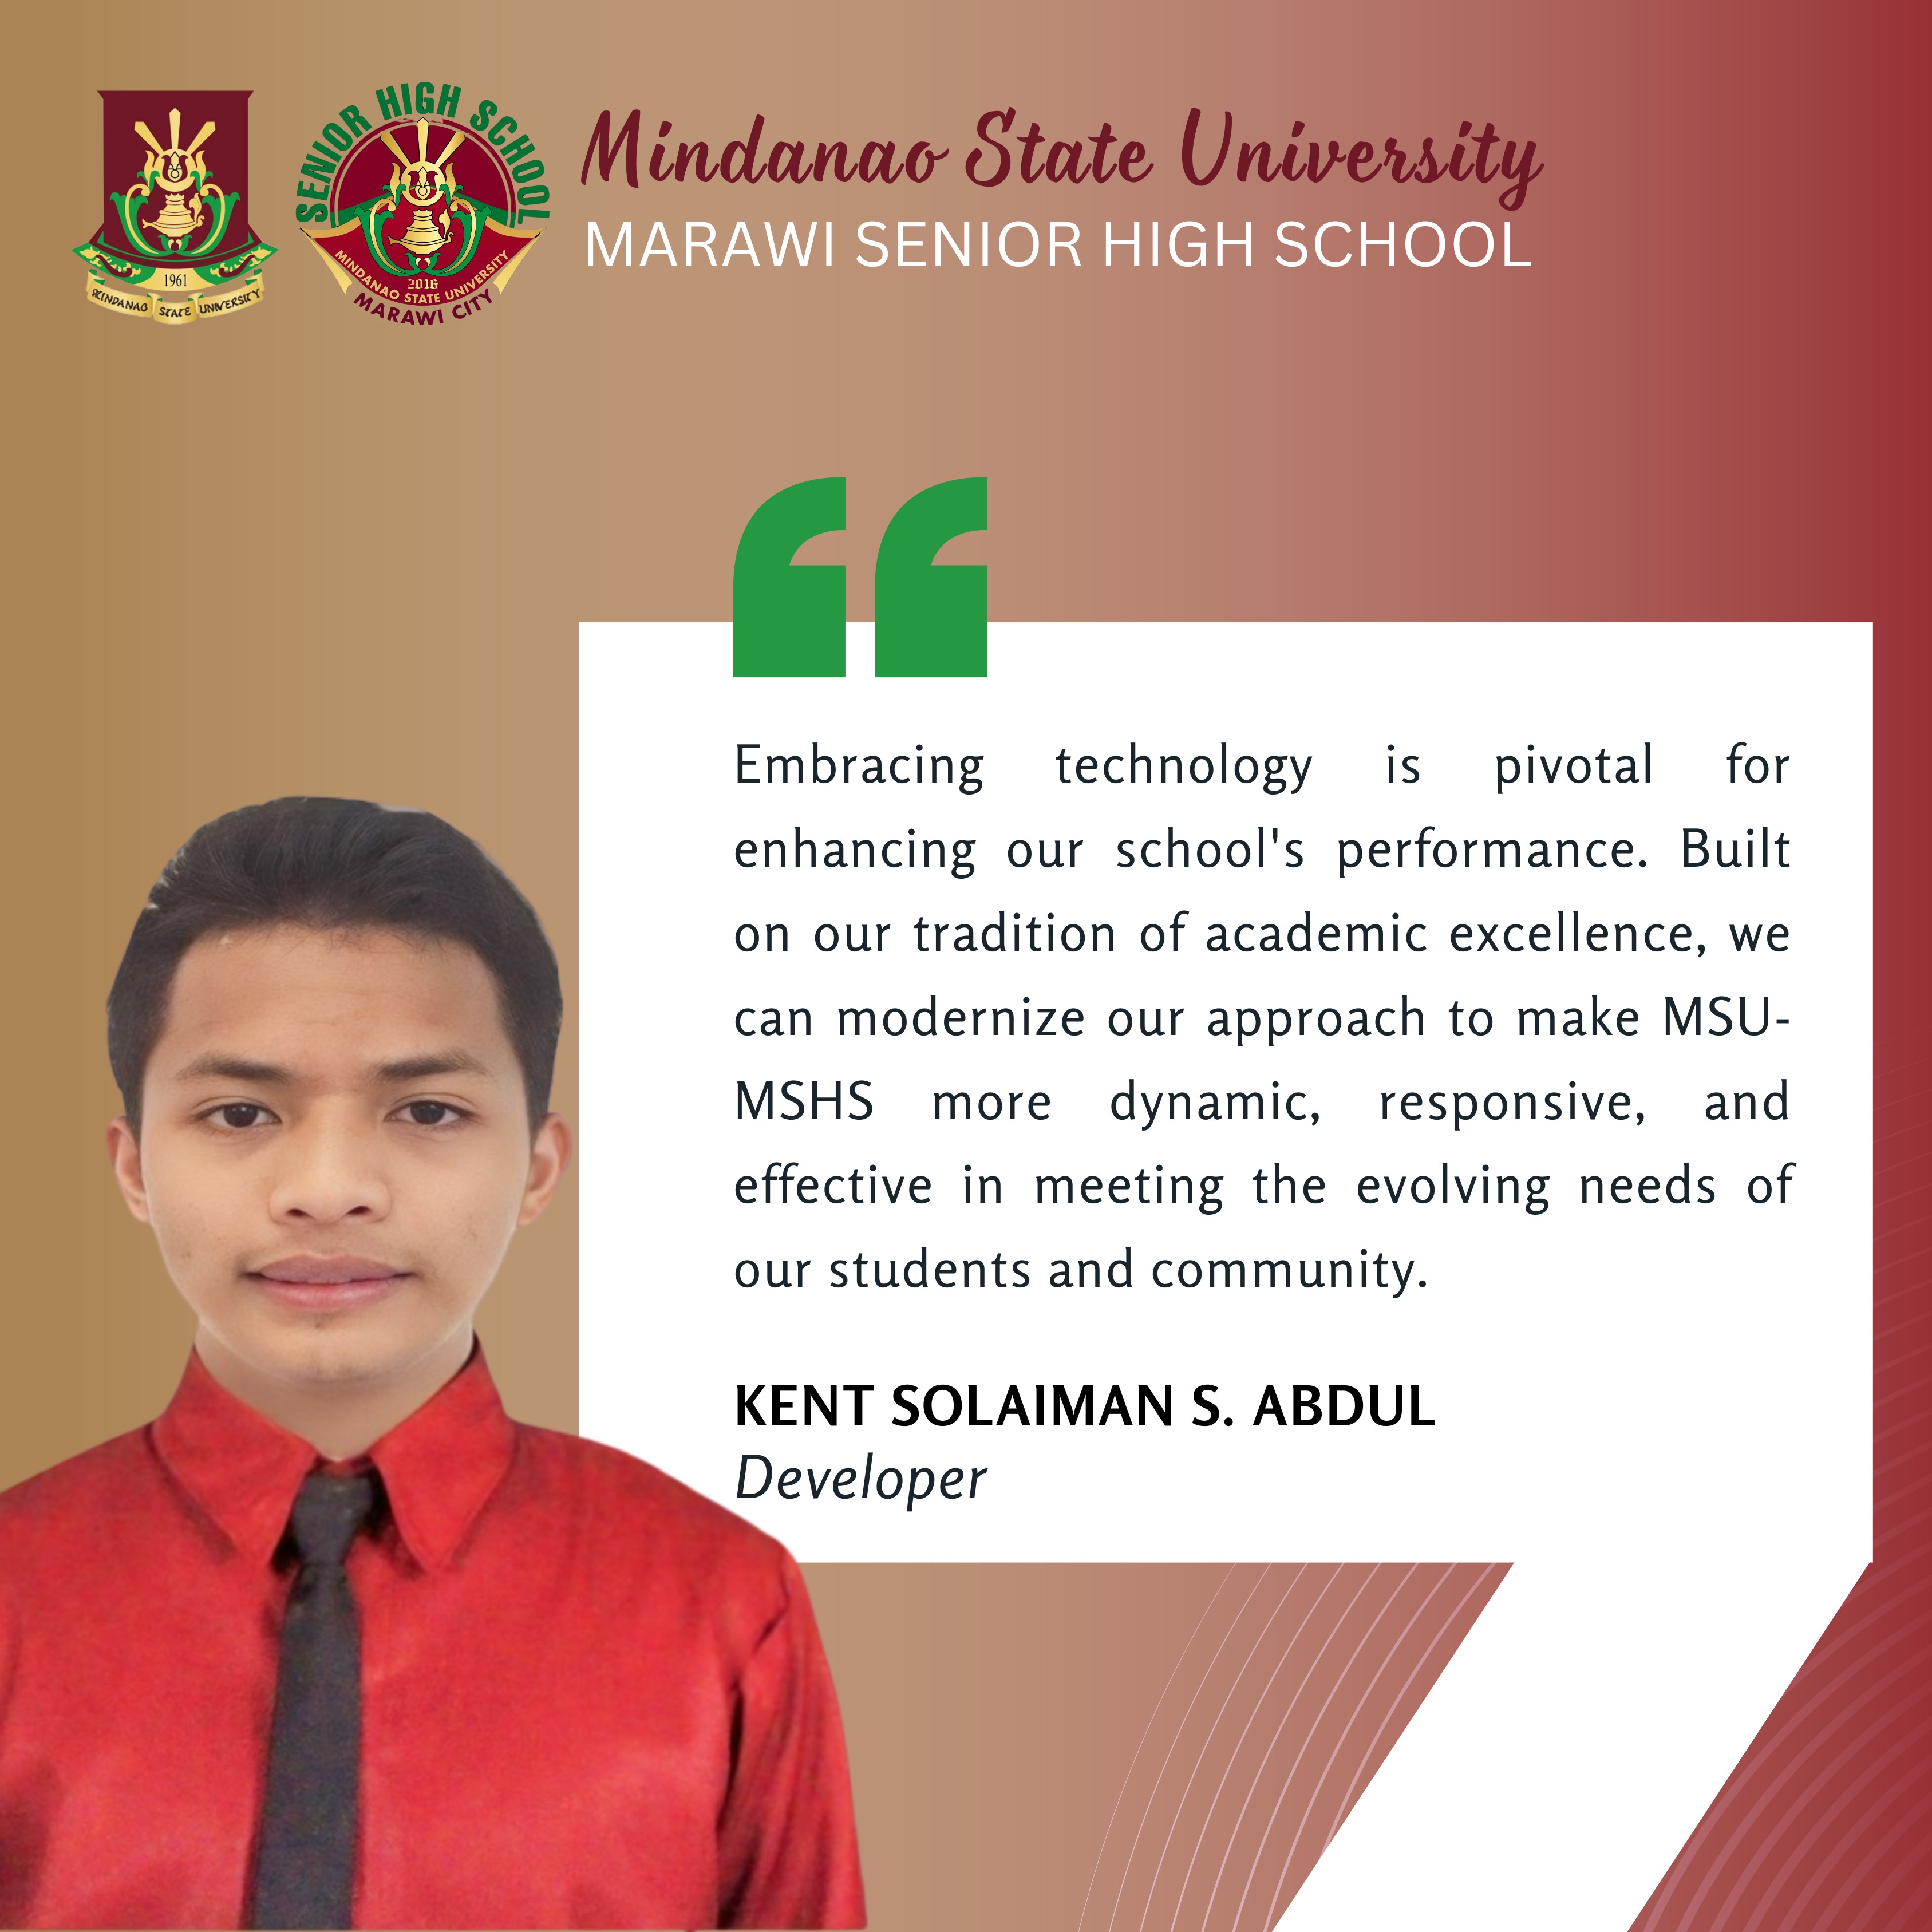 SENIOR HIGH SCHOOL
1961
MINDANAO STATE UNIVERSITY
2016
MINDANAO STATE UNIVERSITY
MARAWI CITY
Mindanao State University
MARAWI SENIOR HIGH SCHOOL
“
Embracing technology is pivotal for
enhancing our school's performance. Built
on our tradition of academic excellence, we
can modernize our approach to make MSU-
MSHS more dynamic, responsive, and
effective in meeting the evolving needs of
our students and community.
KENT SOLAIMAN S. ABDUL
Developer